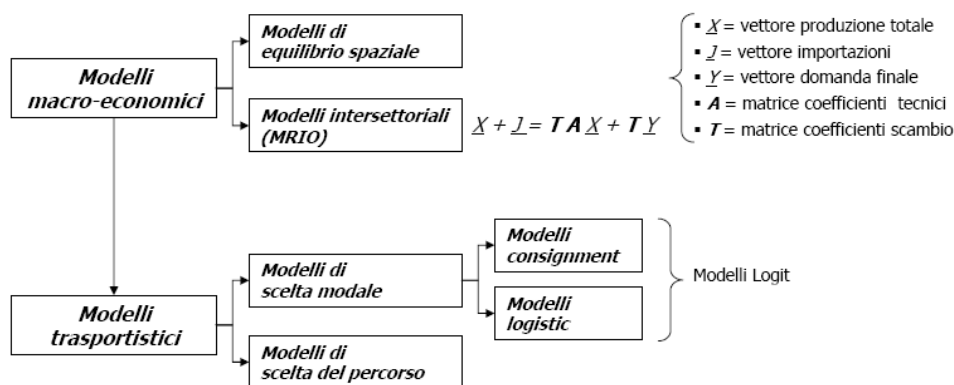 Modelli di
equilibrio spaziale
Modelli
macro-economici
Modelli intersettoriali
(MRIO)
X + J = T A X + T Y
▪ X = vettore produzione totale
▪ J = vettore importazioni
▪ Y = vettore domanda finale
▪ A = matrice coefficienti tecnici
▪ T = matrice coefficienti scambio
Modelli
trasportistici
Modelli di
scelta modale
Modelli di
scelta del percorso
Modelli
consignment
Modelli
logistic
Modelli Logit